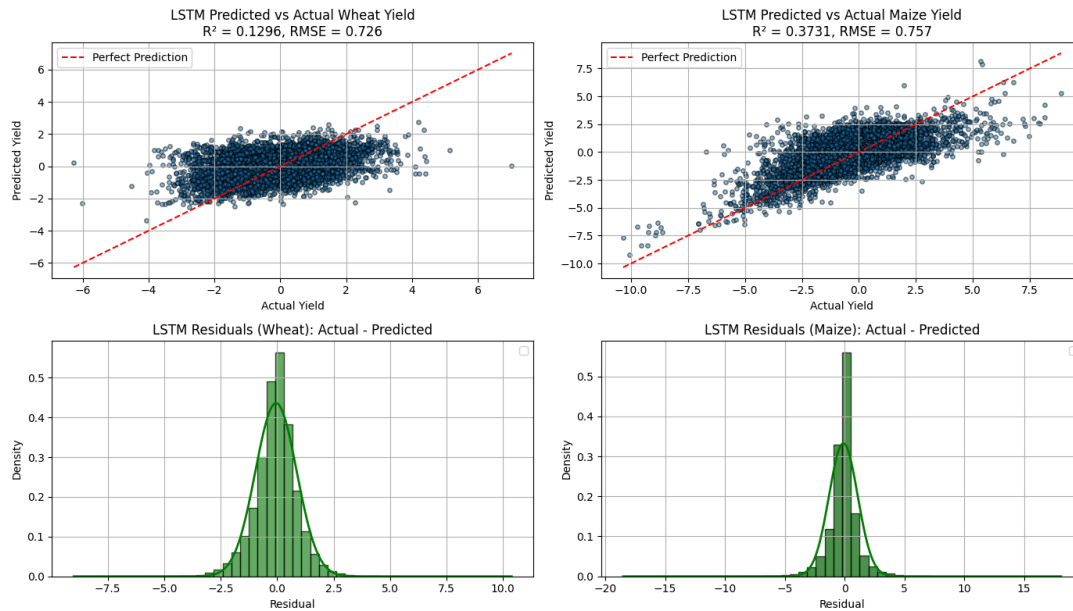 LSTM Predicted vs Actual Wheat Yield
R² = 0.1296, RMSE = 0.726
Perfect Prediction
Predicted Yield
6
4
2
0
−2
−4
−6
−6 −4 −2 0 2 4 6
Actual Yield
LSTM Predicted vs Actual Maize Yield
R² = 0.3731, RMSE = 0.757
Perfect Prediction
Predicted Yield
7.5
5.0
2.5
0.0
−2.5
−5.0
−7.5
−10.0
−10.0 −7.5 −5.0 −2.5 0.0 2.5 5.0 7.5
Actual Yield
LSTM Residuals (Wheat): Actual - Predicted
Density
0.5
0.4
0.3
0.2
0.1
0.0
−7.5 −5.0 −2.5 0.0 2.5 5.0 7.5 10.0
Residual
LSTM Residuals (Maize): Actual - Predicted
Density
0.5
0.4
0.3
0.2
0.1
0.0
−20 −15 −10 −5 0 5 10 15
Residual